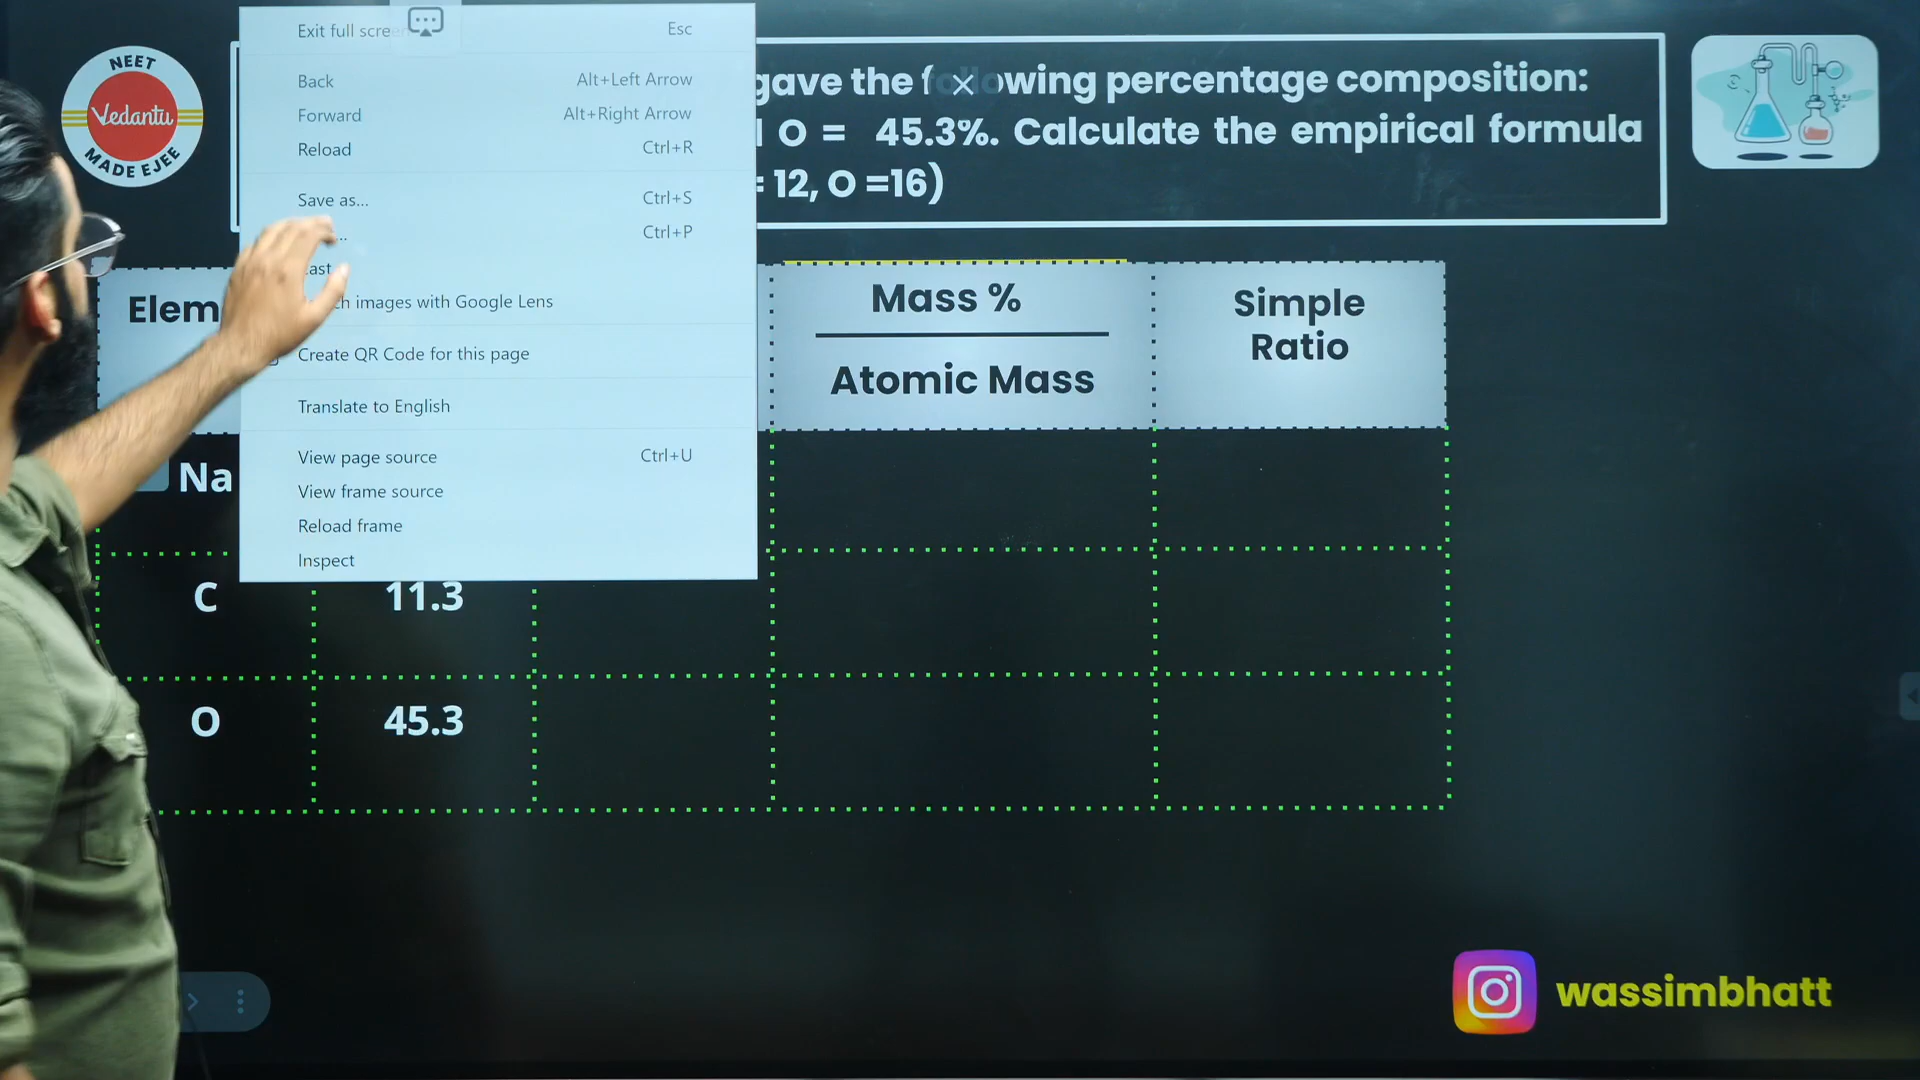 NEET
Vedantu
MADE EJEE
Exit full scre
Esc
Back
Alt+Left Arrow
Forward
Alt+Right Arrow
Reload
Ctrl+R
Save as...
Ctrl+S
Ctrl+P
Search images with Google Lens
Create QR Code for this page
Translate to English
View page source
Ctrl+U
View frame source
Reload frame
Inspect
gave the following percentage composition:
O = 45.3%. Calculate the empirical formula
= 12, O =16)
Elem
Mass %
Atomic Mass
Simple
Ratio
Na
C
11.3
O
45.3
wassimbhatt